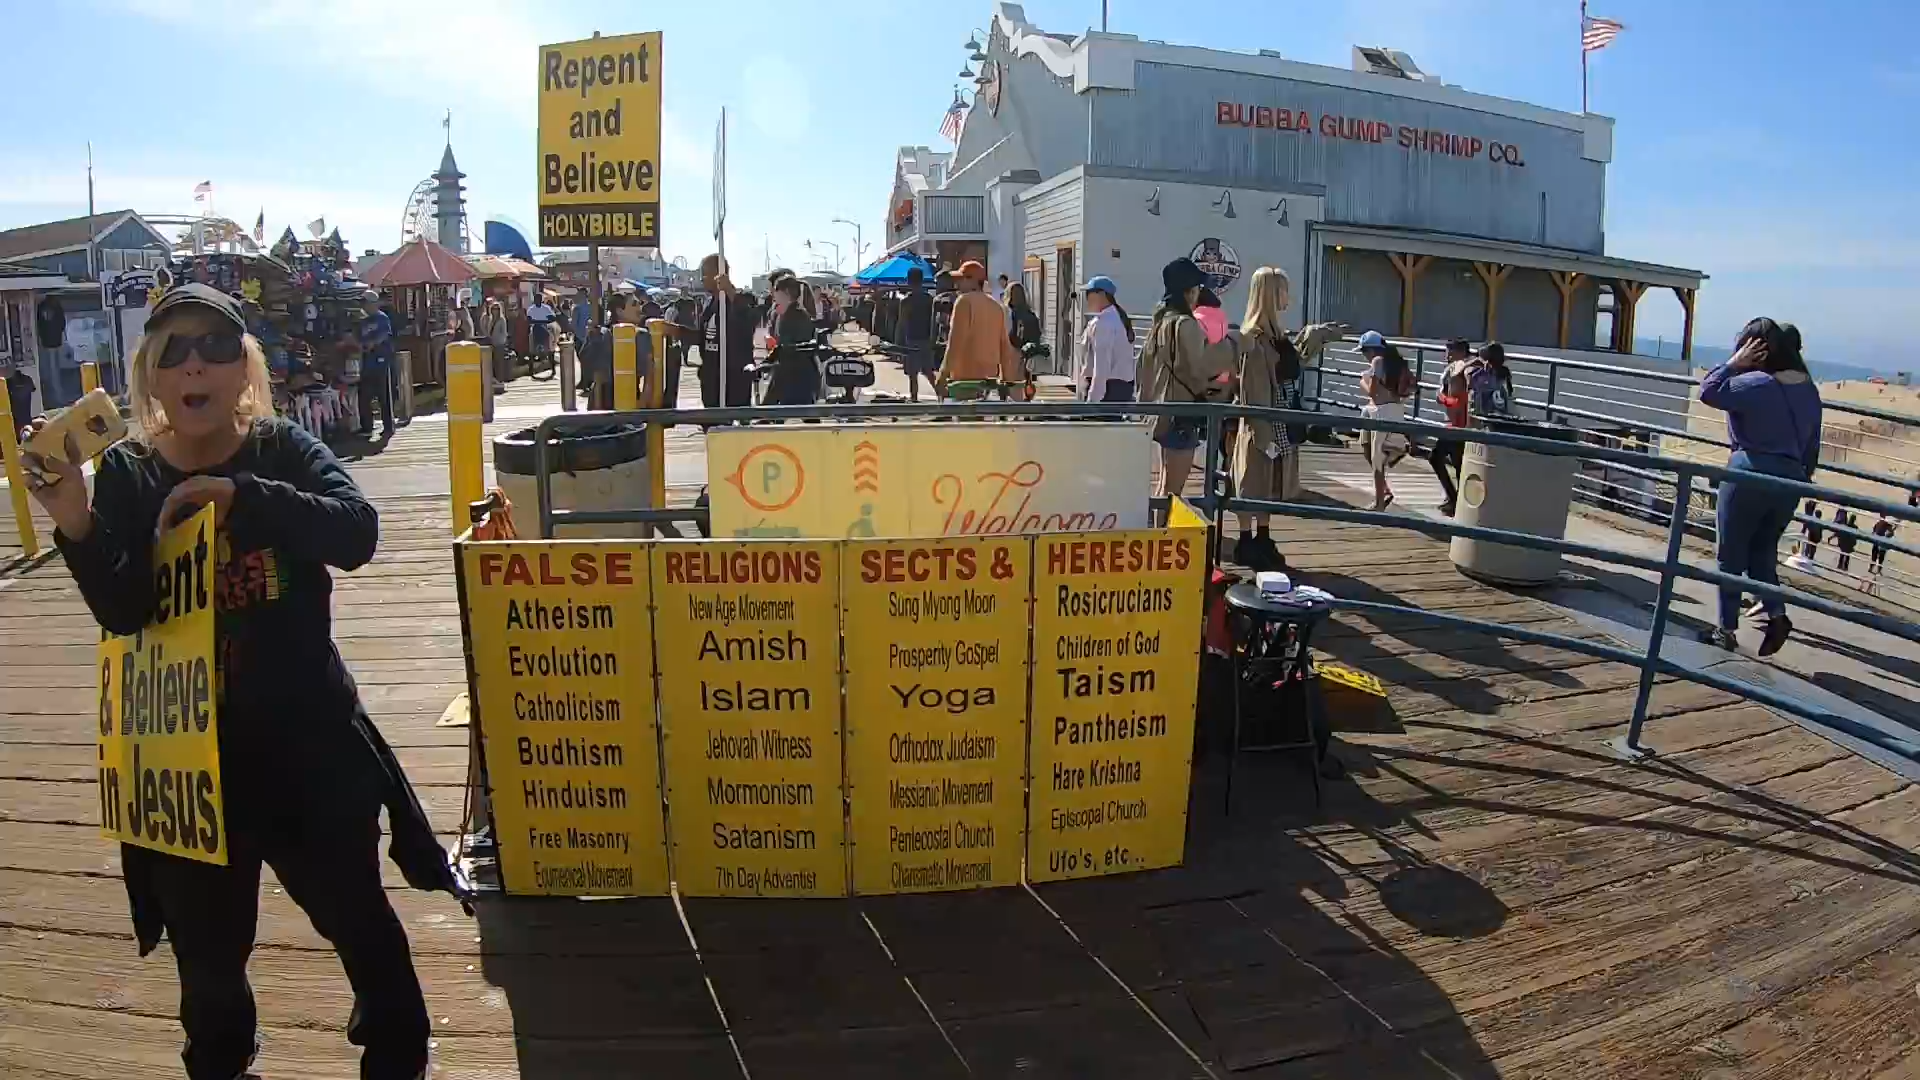 Repent
and
Believe
HOLYBIBLE
BUBBA GUMP SHRIMP CO.
P
Welcome
ent
& Believe
in Jesus
FALSE
Atheism
Evolution
Catholicism
Budhism
Hinduism
Free Masonry
Ecumenical Movement
RELIGIONS
New Age Movement
Amish
Islam
Jehovah Witness
Mormonism
Satanism
7th Day Adventist
SECTS &
Sung Myong Moon
Prosperity GoSpel
Yoga
Orthodox Judaism
Messianic Movement
Pentecostal Church
Charismatic Movement
HERESIES
Rosicrucians
Children of God
Taism
Pantheism
Hare Krishna
Episcopal Church
Ufo's, etc...